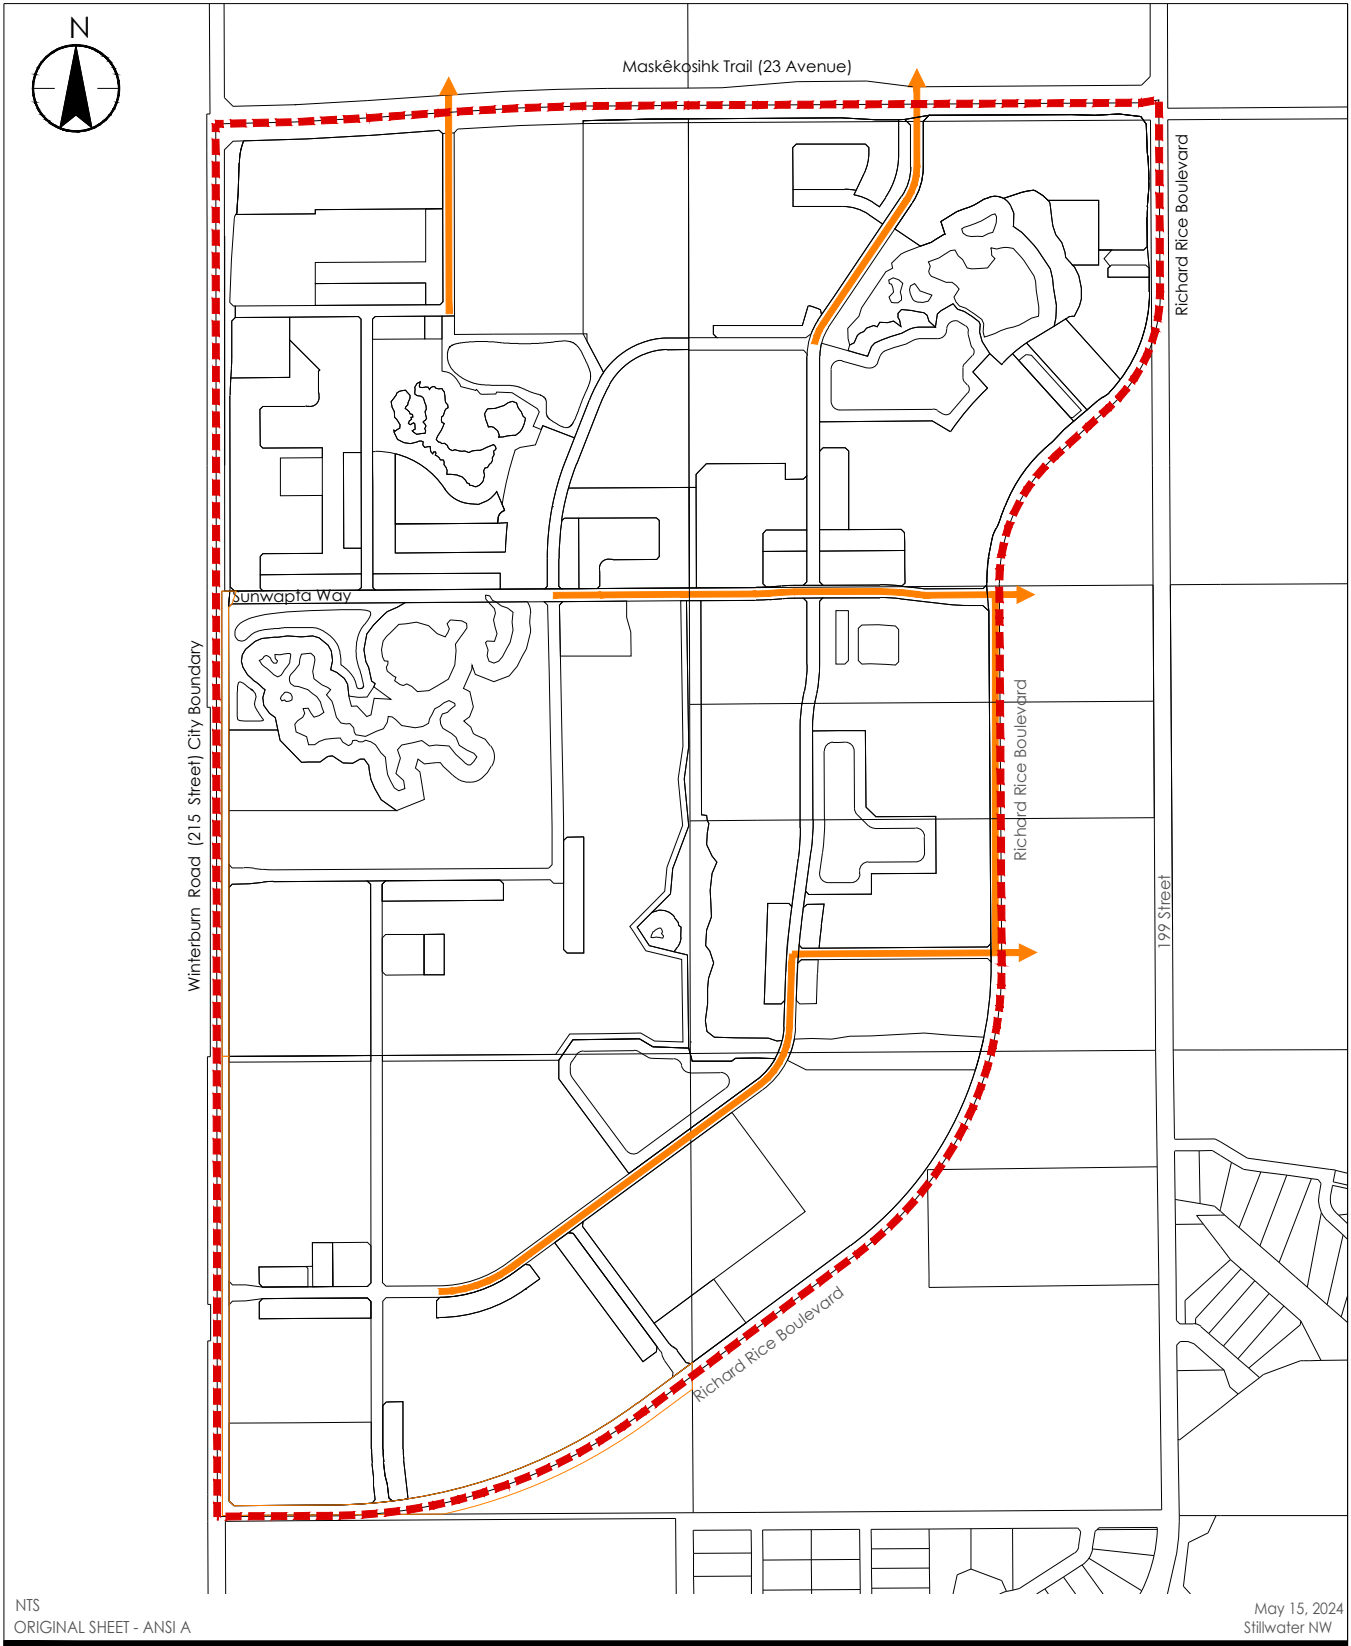 N
Maskêkosihk Trail (23 Avenue)
Richard Rice Boulevard
Sunwapta Way
Winterburn Road (215 Street) City Boundary
Richard Rice Boulevard
199 Street
Richard Rice Boulevard
NTS
ORIGINAL SHEET - ANSI A
May 15, 2024
Stillwater NW